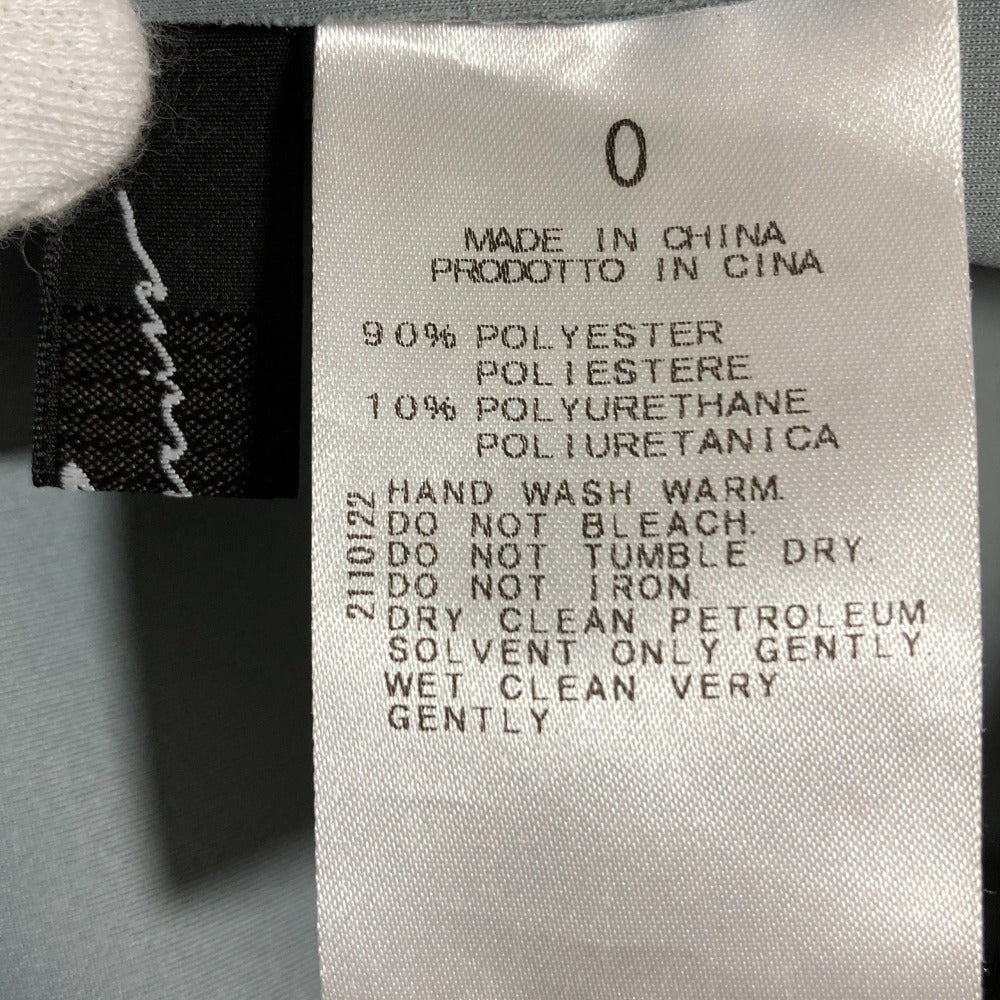 0
MADE IN CHINA
PRODOTTO IN CINA
90% POLYESTER
POLIESTERE
10% POLYURETHANE
POLIURETANICA
HAND WASH WARM.
DO NOT BLEACH.
DO NOT TUMBLE DRY.
DO NOT IRON
DRY CLEAN PETROLEUM
SOLVENT ONLY GENTLY.
WET CLEAN VERY
GENTLY
2110122